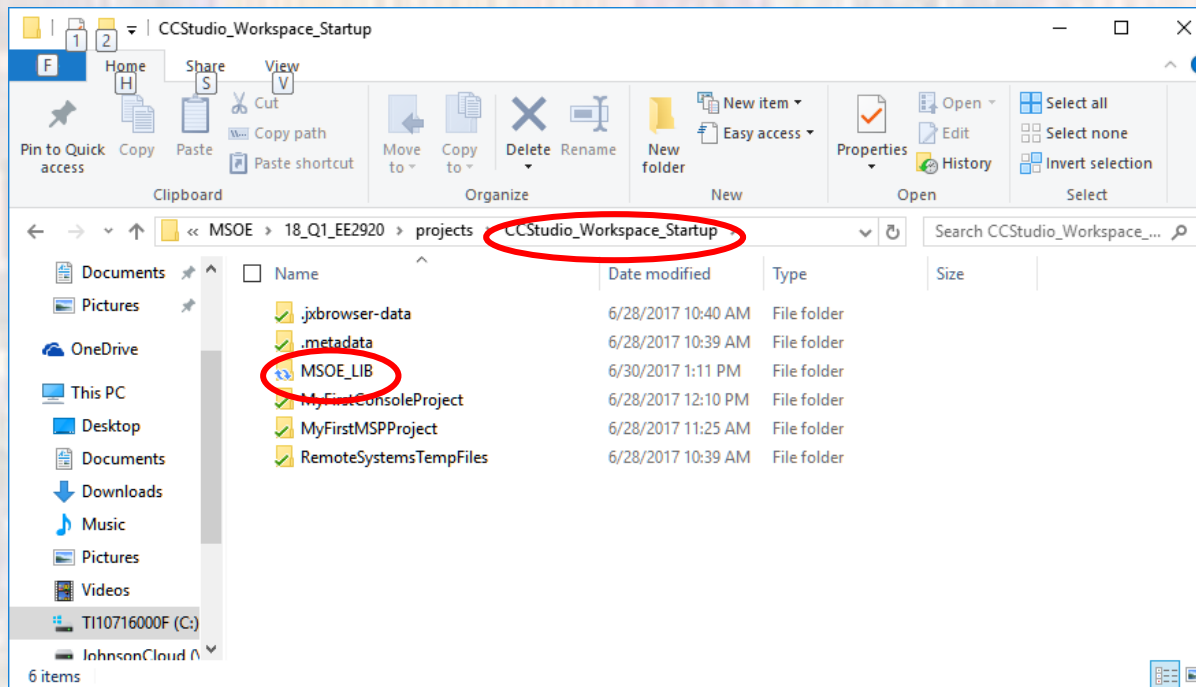 CCStudio_Workspace_Startup
1 2
F Home Share View
H S V
Pin to Quick access
Copy
Paste
Cut
Copy path
Paste shortcut
Move to
Copy to
Delete
Rename
New folder
New item
Easy access
Properties
Open
Edit
History
Select all
Select none
Invert selection
Clipboard Organize New Open Select
« MSOE > 18_Q1_EE2920 > projects > CCStudio_Workspace_Startup > Search CCStudio_Workspace_...
Name Date modified Type Size
Documents
Pictures
OneDrive
This PC
Desktop
Documents
Downloads
Music
Pictures
Videos
TI10716000F (C:)
JohnsonCloud (\
.jxbrowser-data 6/28/2017 10:40 AM File folder
.metadata 6/28/2017 10:39 AM File folder
MSOE_LIB 6/30/2017 1:11 PM File folder
MyFirstConsoleProject 6/28/2017 12:10 PM File folder
MyFirstMSPProject 6/28/2017 11:25 AM File folder
RemoteSystemsTempFiles 6/28/2017 10:39 AM File folder
6 items